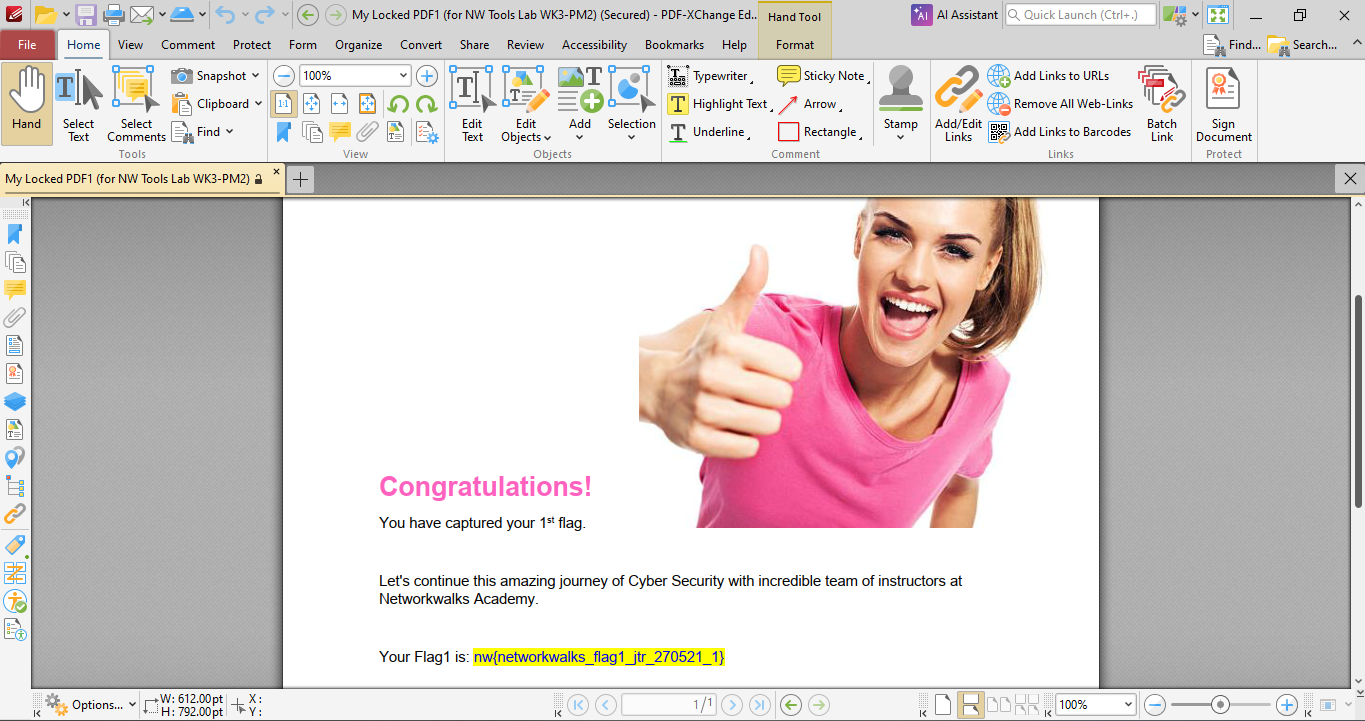 My Locked PDF1 (for NW Tools Lab WK3-PM2) (Secured) - PDF-XChange Ed..
Hand Tool
AI
AI Assistant
Quick Launch (Ctrl+.)
File
Home
View
Comment
Protect
Form
Organize
Convert
Share
Review
Accessibility
Bookmarks
Help
Format
Find...
Search...
Hand
Select
Text
Select
Comments
Snapshot
Clipboard
Find
Tools
100%
1:1
View
Edit
Text
Edit
Objects
Add
Selection
Objects
Typewriter
Highlight Text
Underline
Sticky Note
Arrow
Rectangle
Stamp
Comment
Add/Edit
Links
Add Links to URLs
Remove All Web-Links
Add Links to Barcodes
Batch
Link
Links
Sign
Document
Protect
My Locked PDF1 (for NW Tools Lab WK3-PM2)
Congratulations!
You have captured your 1st flag.
Let's continue this amazing journey of Cyber Security with incredible team of instructors at
Networkwalks Academy.
Your Flag1 is: nw{networkwalks_flag1_jtr_270521_1}
Options...
W: 612.00pt
H: 792.00pt
X:
Y:
1/1
100%